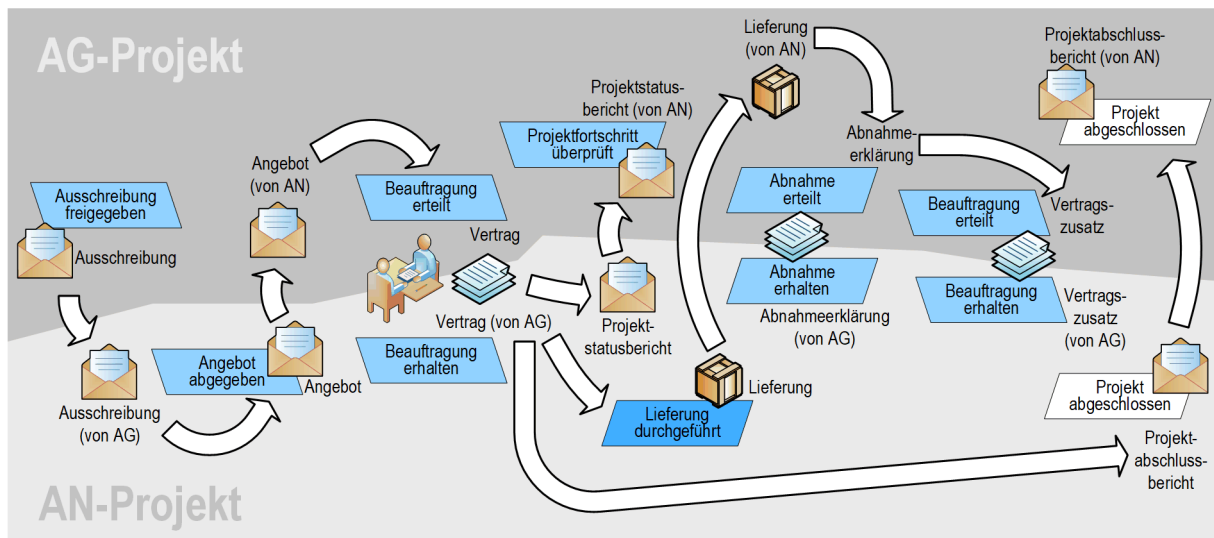 AG-Projekt
Ausschreibung
freigegeben
Ausschreibung
Ausschreibung
(von AG)
Angebot
abgegeben
Angebot
Angebot
(von AN)
Beauftragung
erteilt
Vertrag
Vertrag (von AG)
Beauftragung
erhalten
Projekt-
statusbericht
Projektstatus-
bericht (von AN)
Projektfortschritt
überprüft
Lieferung
durchgeführt
Lieferung
Lieferung
(von AN)
Abnahme-
erklärung
Abnahme
erteilt
Abnahme
erhalten
Abnahmeerklärung
(von AG)
Beauftragung
erteilt
Vertrags-
zusatz
Beauftragung
erhalten
Vertrags-
zusatz
(von AG)
Projektabschluss-
bericht (von AN)
Projekt
abgeschlossen
Projekt
abgeschlossen
Projekt-
abschluss-
bericht
AN-Projekt